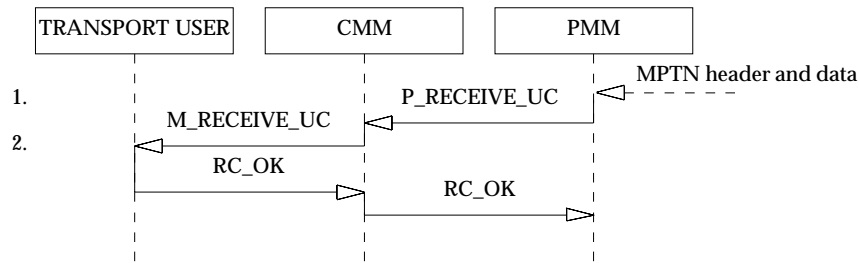 TRANSPORT USER CMM PMM
MPTN header and data
1.
P_RECEIVE_UC
M_RECEIVE_UC
2.
RC_OK
RC_OK